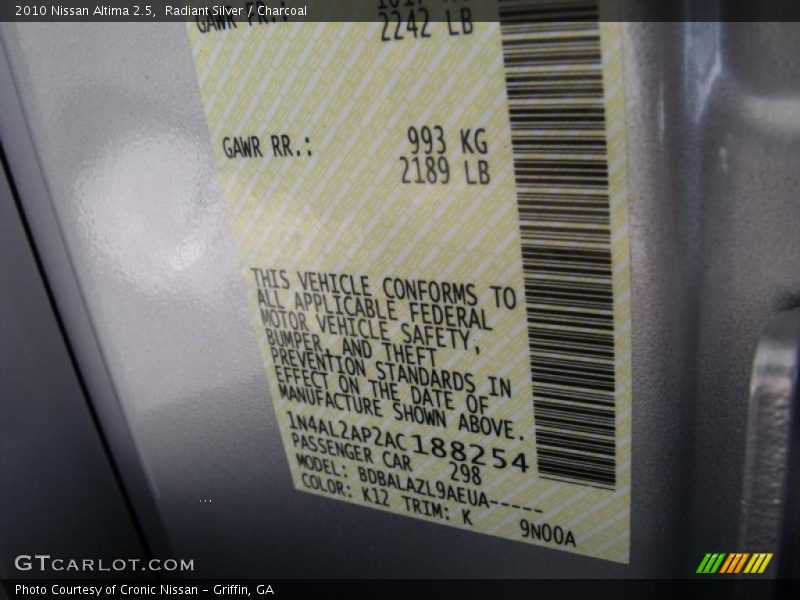 2010 Nissan Altima 2.5, Radiant Silver / Charcoal
GAWR FR.:
2242 LB
GAWR RR.: 993 KG
2189 LB
THIS VEHICLE CONFORMS TO
ALL APPLICABLE FEDERAL
MOTOR VEHICLE SAFETY,
BUMPER, AND THEFT
PREVENTION STANDARDS IN
EFFECT ON THE DATE OF
MANUFACTURE SHOWN ABOVE.
1N4AL2AP2AC188254
PASSENGER CAR 298
MODEL: BDBALAZL9AEUA-----
COLOR: K12 TRIM: K 9N00A
GTCARLOT.COM
Photo Courtesy of Cronic Nissan – Griffin, GA